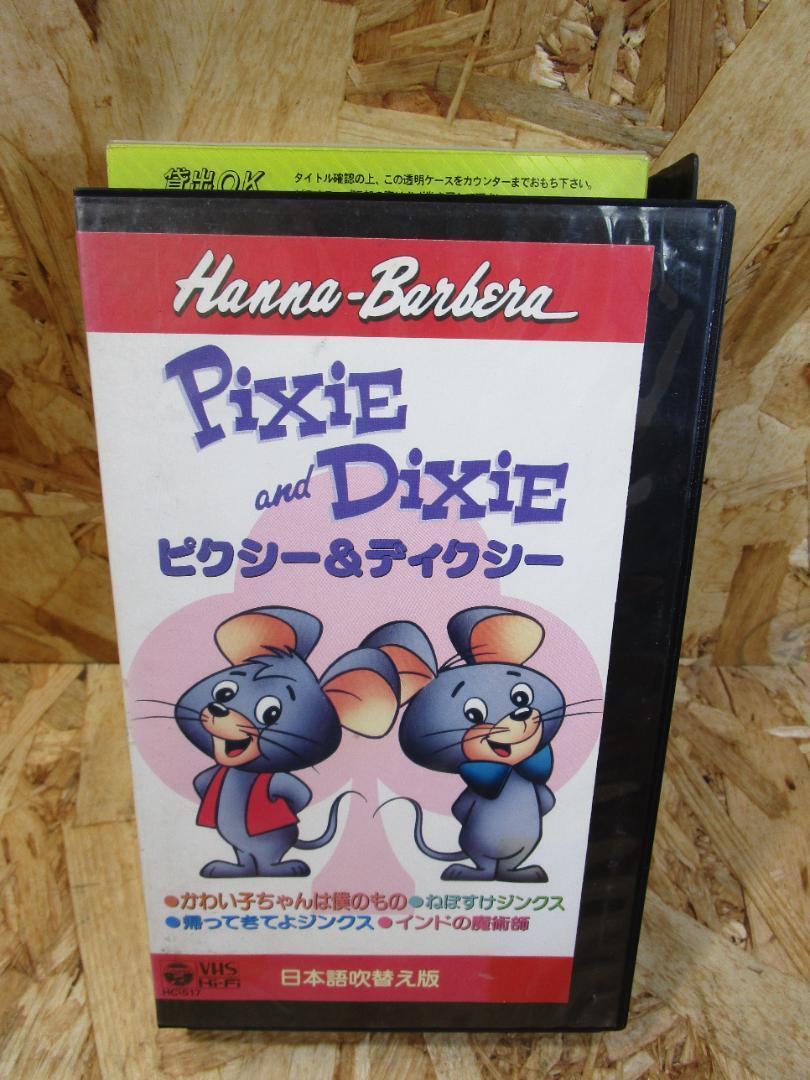 貸出OK
タイトル確認の上、この透明ケースをカウンターまでおもち下さい。
Hanna-Barbera
PiXiE
and DiXiE
ピクシー&ディクシー
●かわい子ちゃんは僕のもの●ねぼすけジンクス
●帰ってきてよジンクス●インドの魔術師
VHS
Hi-Fi
HC-517
日本語吹替え版